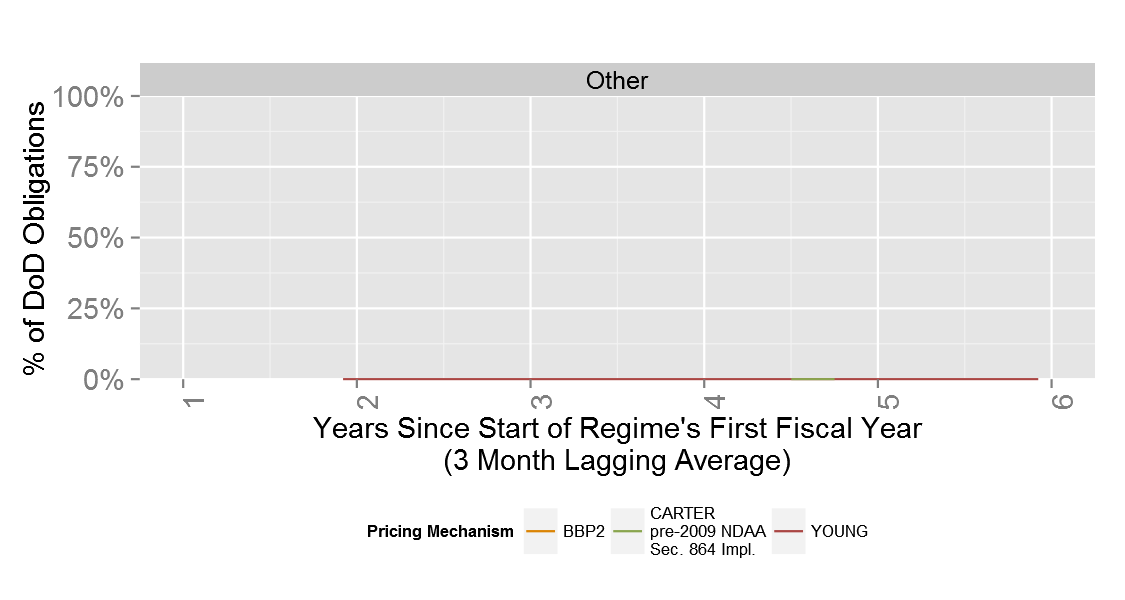 Other
100%
75%
50%
25%
0%
% of DoD Obligations
1 2 3 4 5 6
Years Since Start of Regime's First Fiscal Year
(3 Month Lagging Average)
Pricing Mechanism
BBP2
CARTER
pre-2009 NDAA
Sec. 864 Impl.
YOUNG